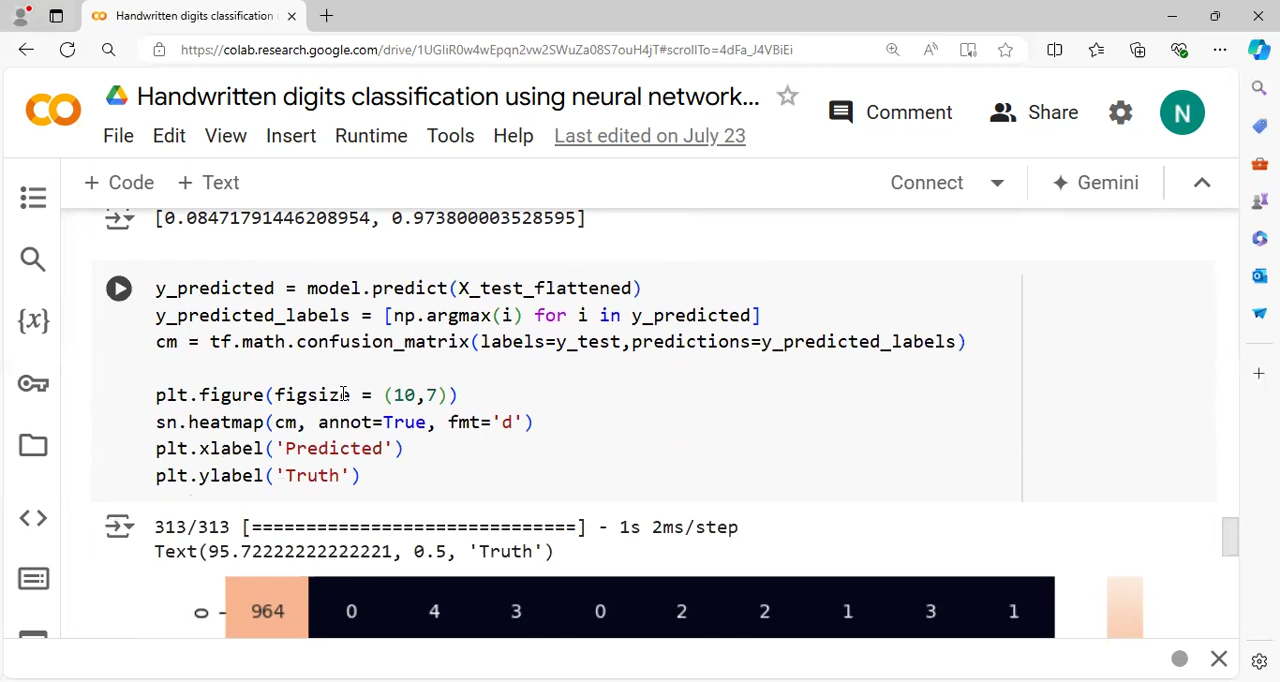 Handwritten digits classification
https://colab.research.google.com/drive/1UGliR0w4wEpqn2vw2SWuZa08S7ouH4jT#scrollTo=4dFa_J4VBiEi
Handwritten digits classification using neural network...
Comment
Share
N
File Edit View Insert Runtime Tools Help Last edited on July 23
+ Code + Text
Connect
Gemini
[0.08471791446208954, 0.973800003528595]
y_predicted = model.predict(X_test_flattened)
y_predicted_labels = [np.argmax(i) for i in y_predicted]
cm = tf.math.confusion_matrix(labels=y_test,predictions=y_predicted_labels)
plt.figure(figsize = (10,7))
sn.heatmap(cm, annot=True, fmt='d')
plt.xlabel('Predicted')
plt.ylabel('Truth')
313/313 [==============================] - 1s 2ms/step
Text(95.72222222222221, 0.5, 'Truth')
0 964 0 4 3 0 2 2 1 3 1